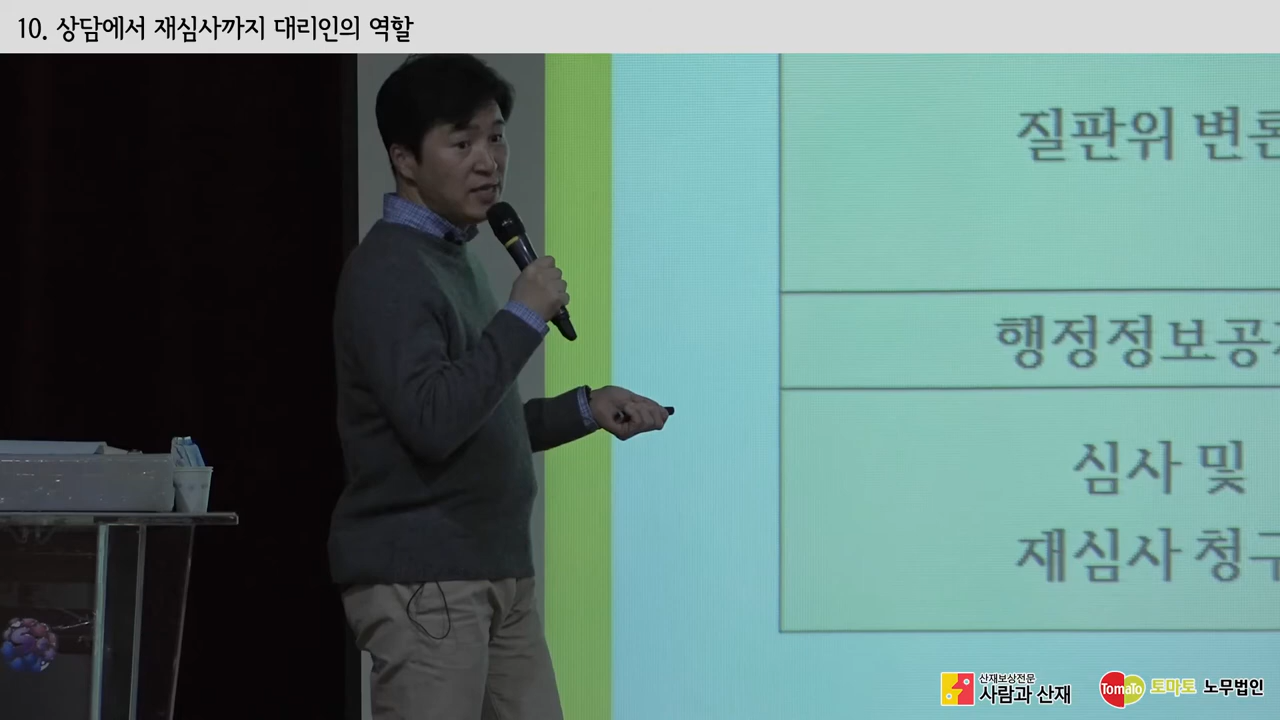 10. 상담에서 재심사까지 대리인의 역할
질판위 변론
행정정보공
심사 및
재심사 청구
산재보상전문
사람과 산재
TomaTo 토마토 노무법인